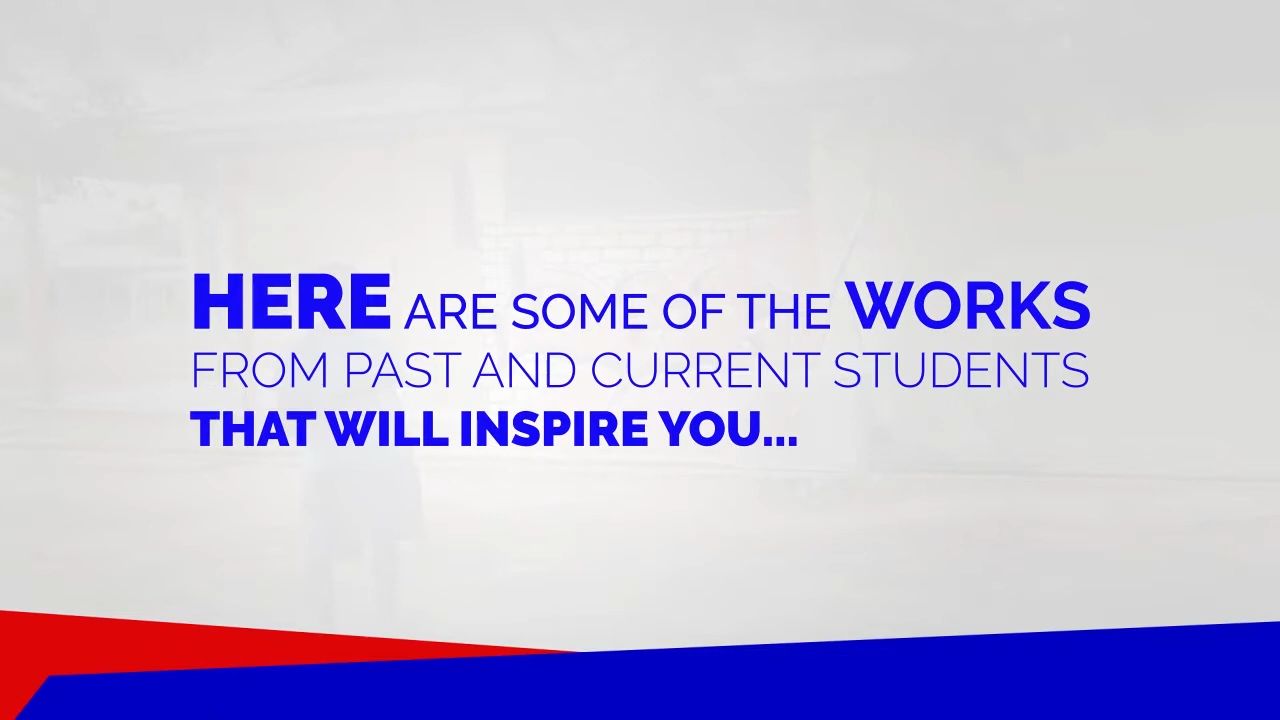 HERE ARE SOME OF THE WORKS
FROM PAST AND CURRENT STUDENTS
THAT WILL INSPIRE YOU...